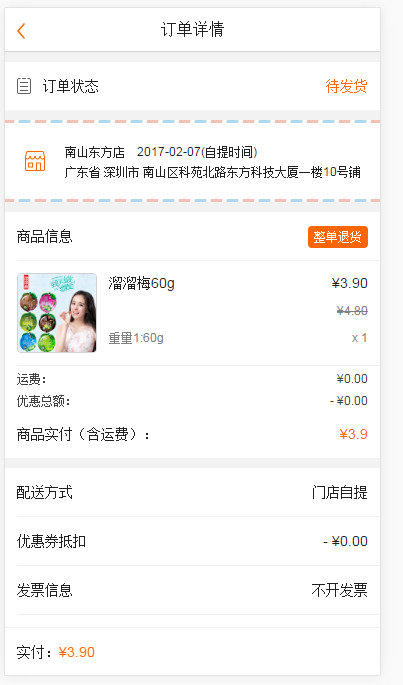 订单详情
订单状态 待发货
南山东方店 2017-02-07(自提时间)
广东省 深圳市 南山区科苑北路东方科技大厦一楼10号铺
商品信息 整单退货
溜溜梅60g ¥3.90
¥4.80
重量1:60g x 1
运费： ¥0.00
优惠总额： - ¥0.00
商品实付（含运费）： ¥3.9
配送方式 门店自提
优惠券抵扣 - ¥0.00
发票信息 不开发票
实付：¥3.90